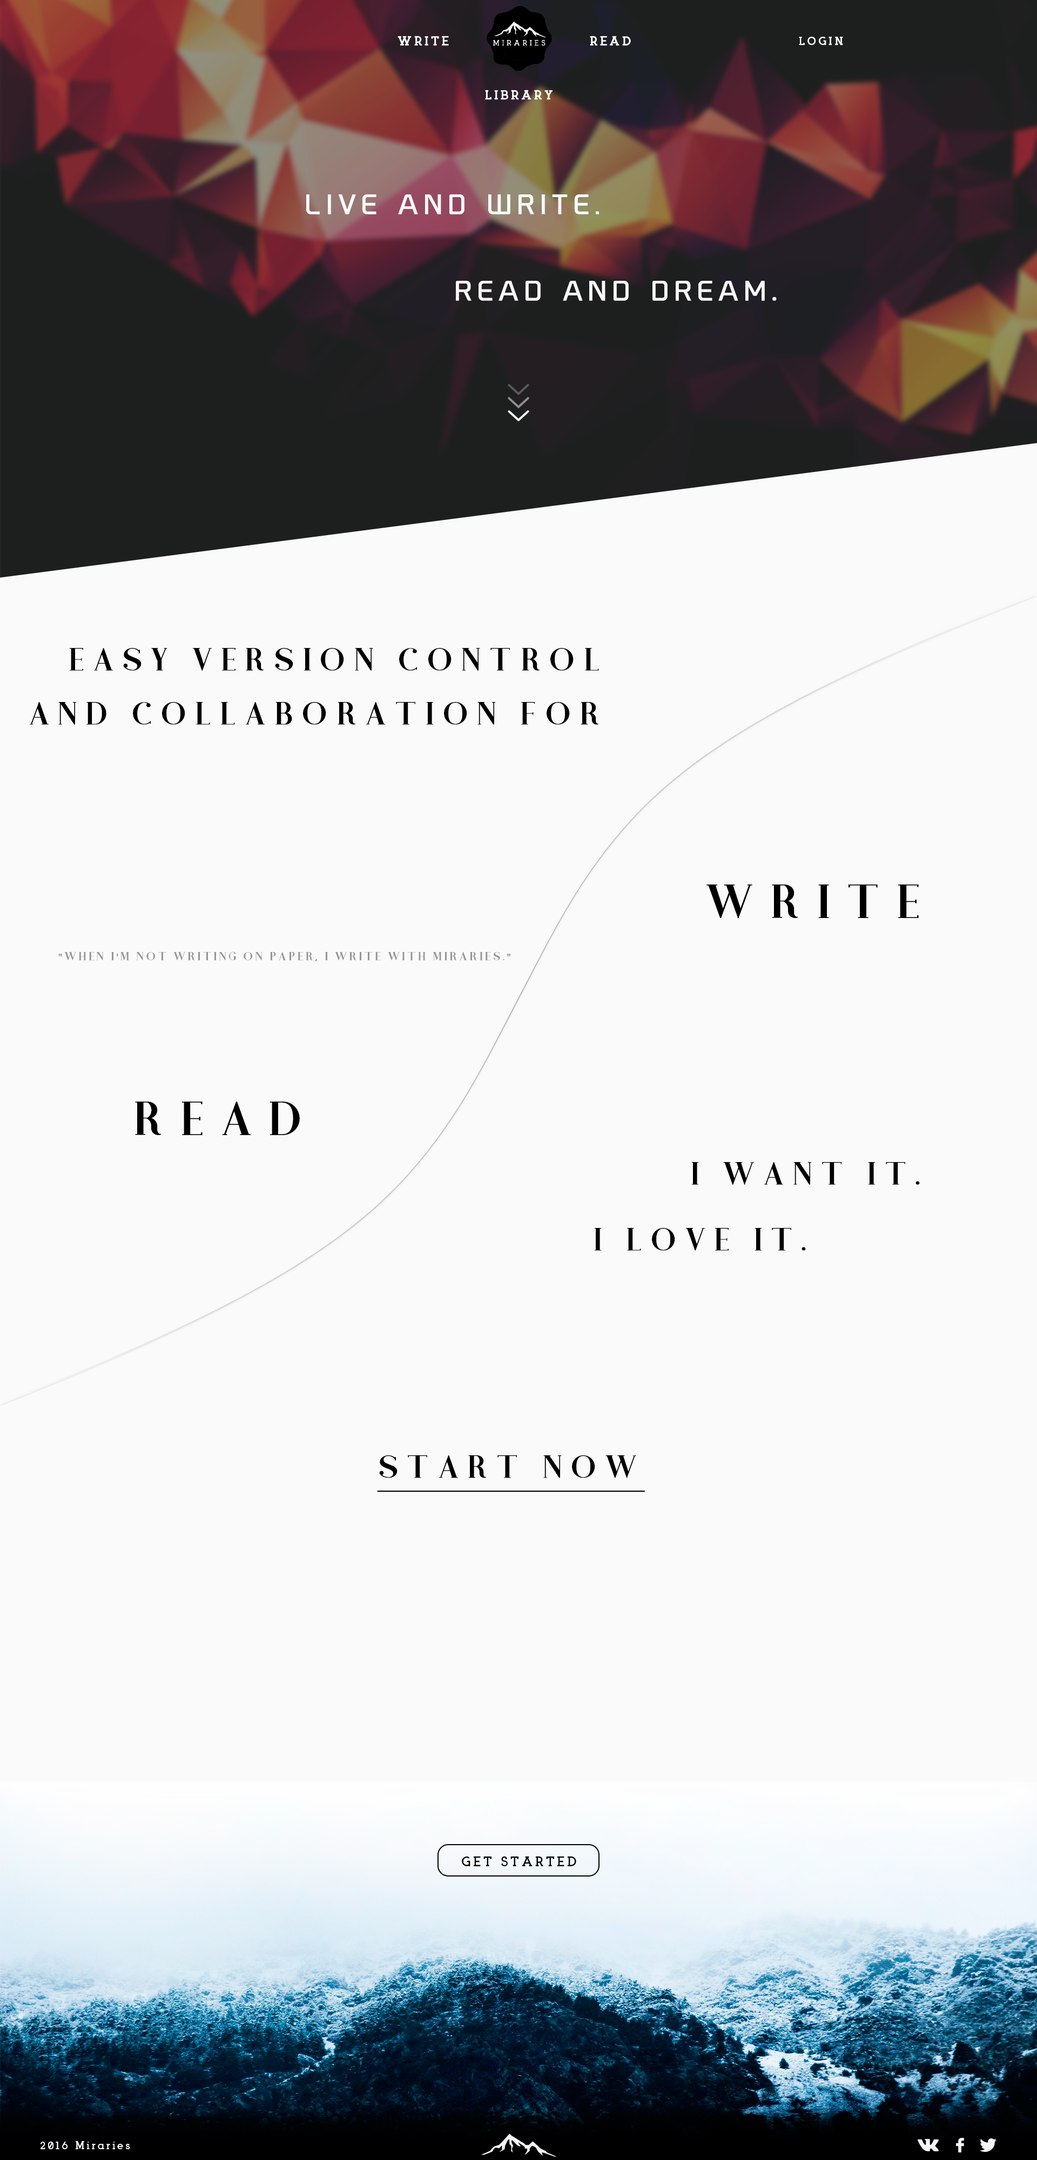 WRITE
MIRARIES
READ
LOGIN
LIBRARY
LIVE AND WRITE.
READ AND DREAM.
EASY VERSION CONTROL
AND COLLABORATION FOR
WRITE
"WHEN I'M NOT WRITING ON PAPER, I WRITE WITH MIRARIES."
READ
I WANT IT.
I LOVE IT.
START NOW
GET STARTED
2016 Miraries